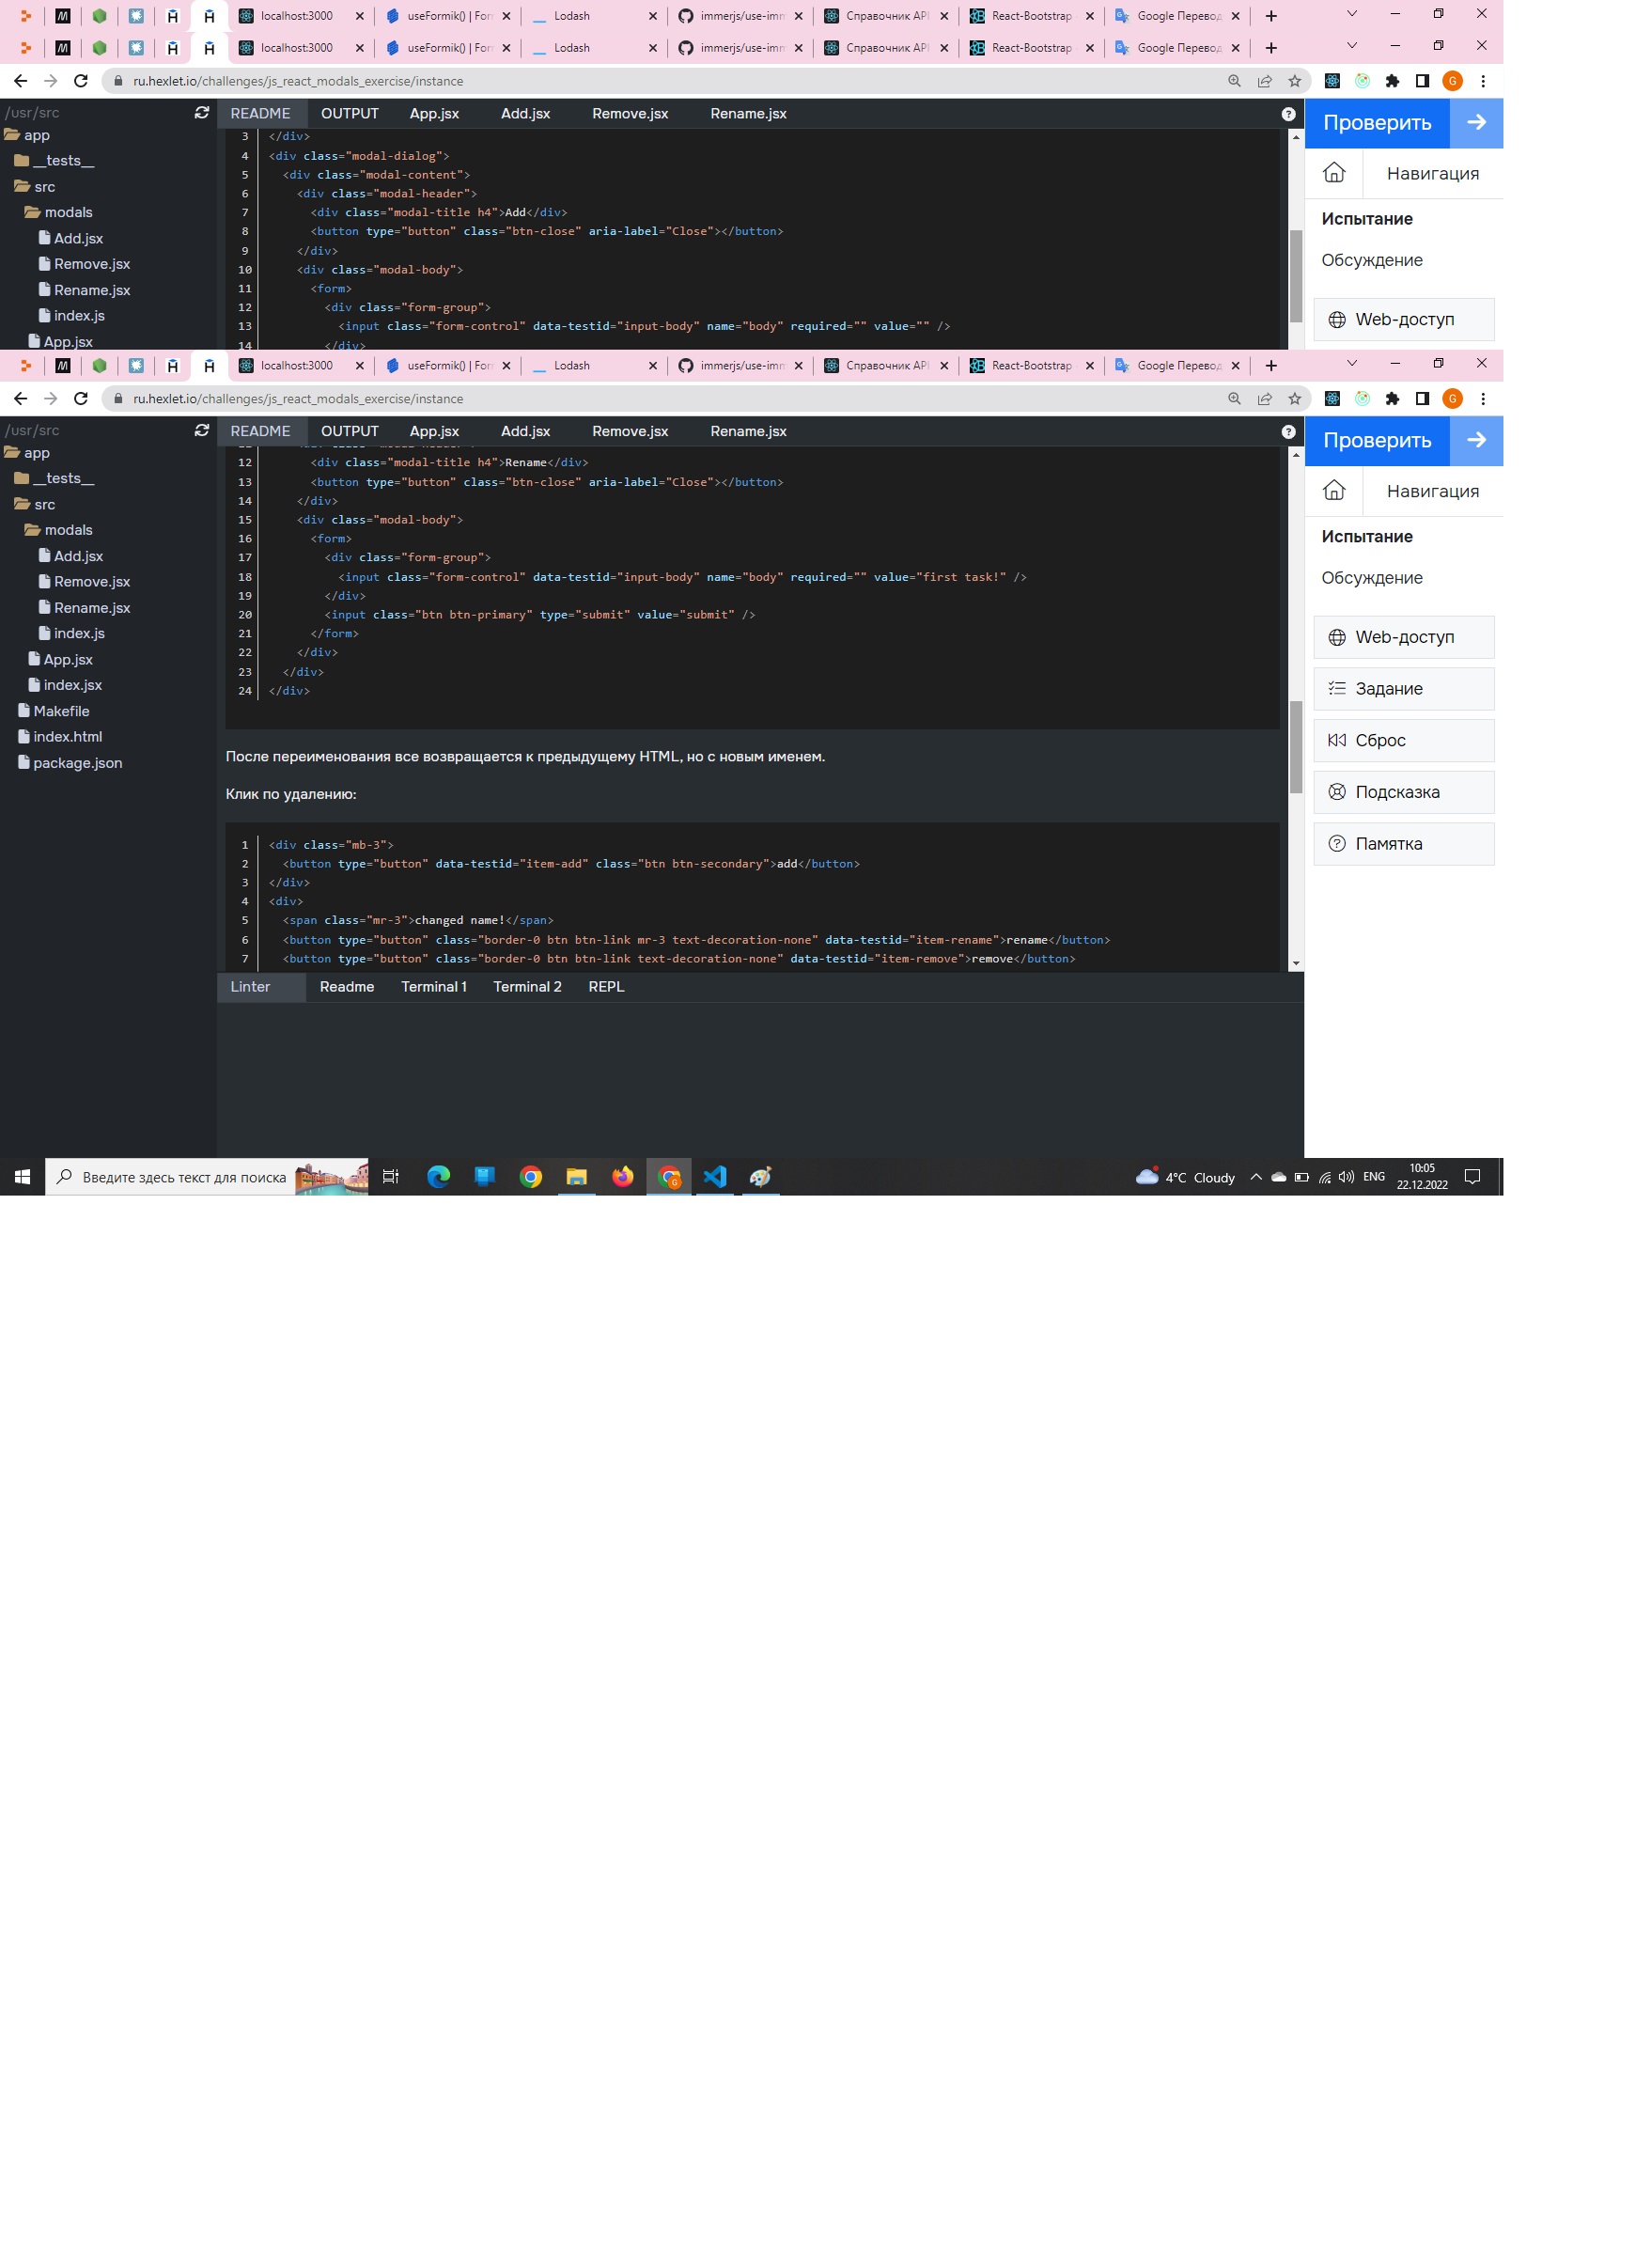 localhost:3000
useFormik() | For
Lodash
immerjs/use-imm
Справочник API
React-Bootstrap
Google Перевод
localhost:3000
useFormik() | For
Lodash
immerjs/use-imm
Справочник API
React-Bootstrap
Google Перевод
ru.hexlet.io/challenges/js_react_modals_exercise/instance
G
/usr/src
README OUTPUT App.jsx Add.jsx Remove.jsx Rename.jsx
app
__tests__
src
modals
Add.jsx
Remove.jsx
Rename.jsx
index.js
App.jsx
3 </div>
4 <div class="modal-dialog">
5 <div class="modal-content">
6 <div class="modal-header">
7 <div class="modal-title h4">Add</div>
8 <button type="button" class="btn-close" aria-label="Close"></button>
9 </div>
10 <div class="modal-body">
11 <form>
12 <div class="form-group">
13 <input class="form-control" data-testid="input-body" name="body" required="" value="" />
14 </div>
Проверить
Навигация
Испытание
Обсуждение
Web-доступ
localhost:3000
useFormik() | For
Lodash
immerjs/use-imm
Справочник API
React-Bootstrap
Google Перевод
ru.hexlet.io/challenges/js_react_modals_exercise/instance
G
/usr/src
README OUTPUT App.jsx Add.jsx Remove.jsx Rename.jsx
app
__tests__
src
modals
Add.jsx
Remove.jsx
Rename.jsx
index.js
App.jsx
index.jsx
Makefile
index.html
package.json
12 <div class="modal-title h4">Rename</div>
13 <button type="button" class="btn-close" aria-label="Close"></button>
14 </div>
15 <div class="modal-body">
16 <form>
17 <div class="form-group">
18 <input class="form-control" data-testid="input-body" name="body" required="" value="first task!" />
19 </div>
20 <input class="btn btn-primary" type="submit" value="submit" />
21 </form>
22 </div>
23 </div>
24 </div>
После переименования все возвращается к предыдущему HTML, но с новым именем.
Клик по удалению:
1 <div class="mb-3">
2 <button type="button" data-testid="item-add" class="btn btn-secondary">add</button>
3 </div>
4 <div>
5 <span class="mr-3">changed name!</span>
6 <button type="button" class="border-0 btn btn-link mr-3 text-decoration-none" data-testid="item-rename">rename</button>
7 <button type="button" class="border-0 btn btn-link text-decoration-none" data-testid="item-remove">remove</button>
Проверить
Навигация
Испытание
Обсуждение
Web-доступ
Задание
Сброс
Подсказка
Памятка
Linter Readme Terminal 1 Terminal 2 REPL
Введите здесь текст для поиска
4°C Cloudy
ENG
10:05
22.12.2022